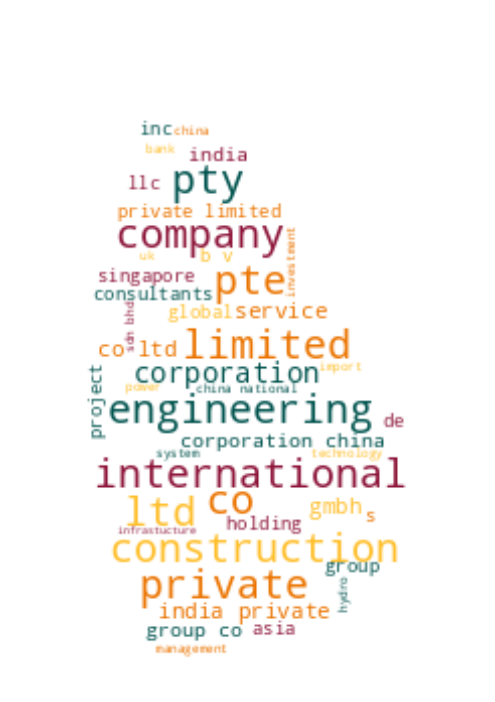 inc china
bank
india
llc pty
private limited
company
investment
uk b v
singapore pte
consultants
sdn bhd
global service
co ltd limited
corporation import
project
power china national
engineering de
corporation china
system technology
international
ltd co gmbh s
holding
infrastucture
construction
group
private hydro
india private
group co asia
management